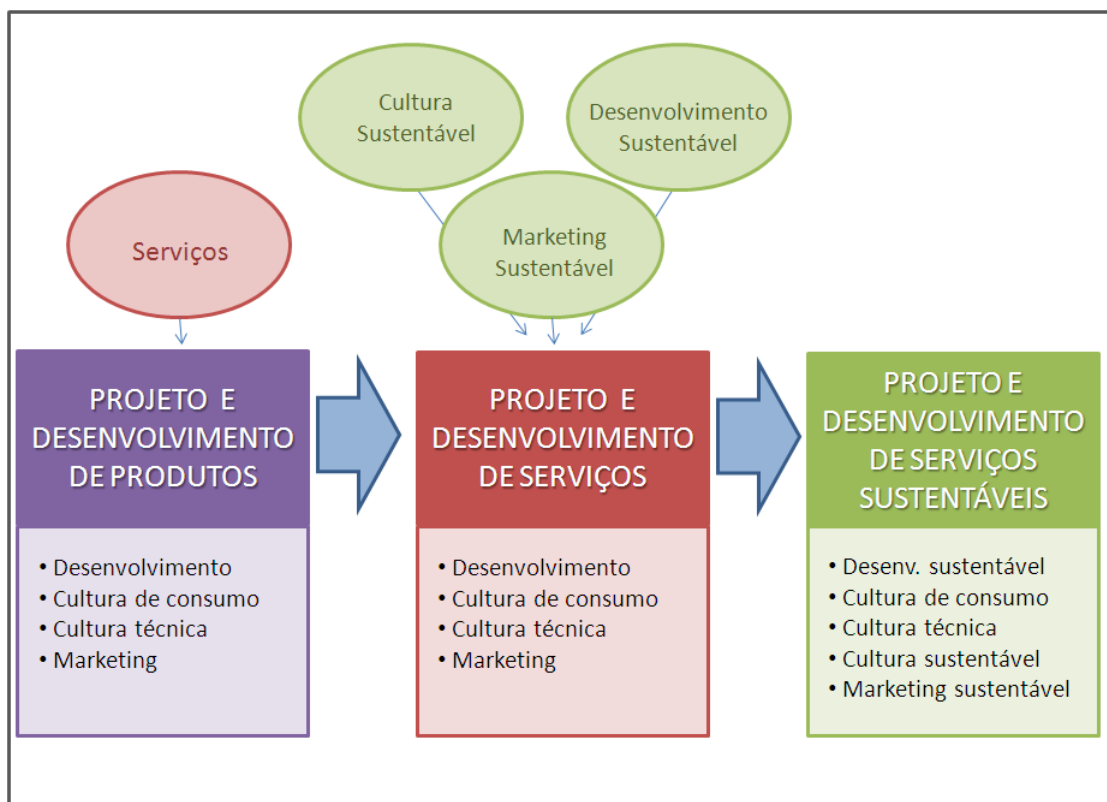 Cultura
Sustentável
Desenvolvimento
Sustentável
Serviços
Marketing
Sustentável
PROJETO E
DESENVOLVIMENTO
DE PRODUTOS
• Desenvolvimento
• Cultura de consumo
• Cultura técnica
• Marketing
PROJETO E
DESENVOLVIMENTO
DE SERVIÇOS
• Desenvolvimento
• Cultura de consumo
• Cultura técnica
• Marketing
PROJETO E
DESENVOLVIMENTO
DE SERVIÇOS
SUSTENTÁVEIS
• Desenv. sustentável
• Cultura de consumo
• Cultura técnica
• Cultura sustentável
• Marketing sustentável